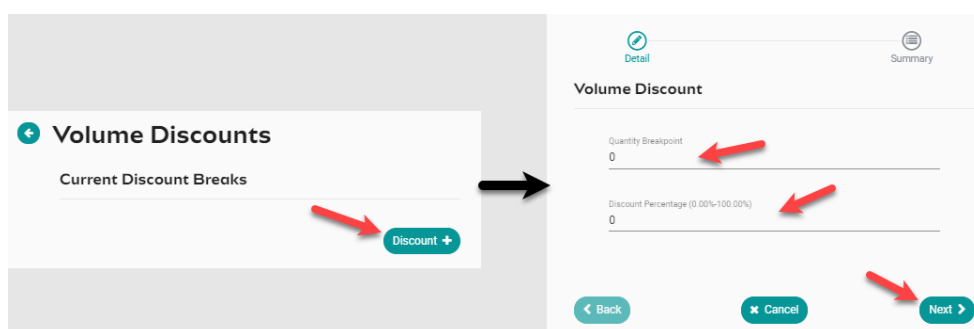 Volume Discounts
Current Discount Breaks
Discount +
Detail
Summary
Volume Discount
Quantity Breakpoint
0
Discount Percentage (0.00%-100.00%)
0
Back
Cancel
Next